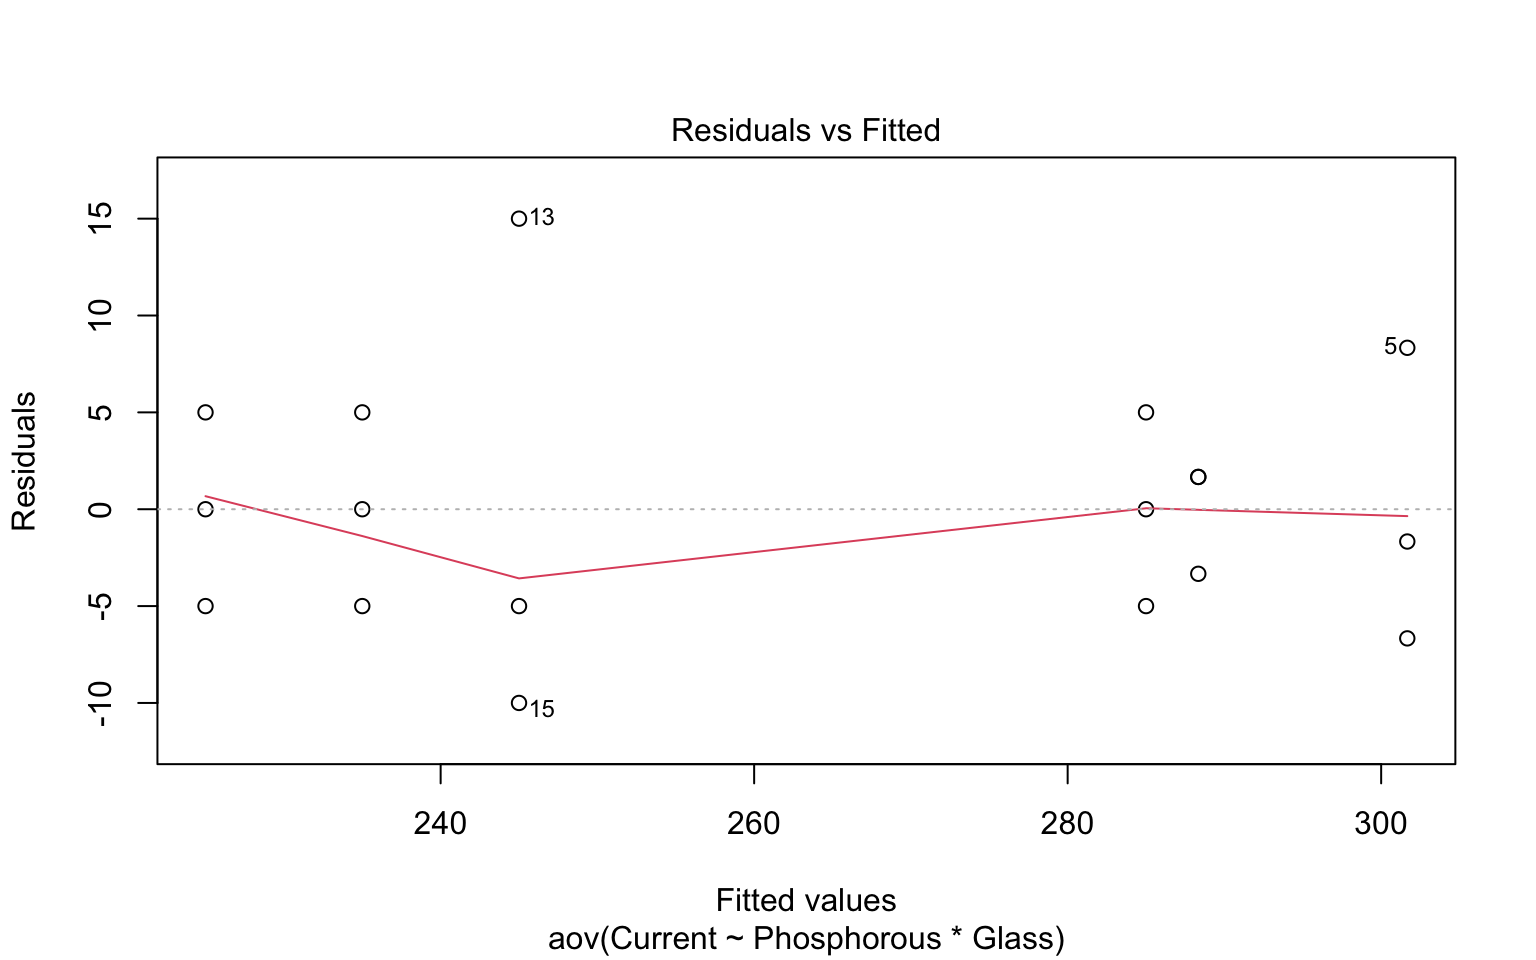 Residuals vs Fitted
Residuals
15
10
5
0
-5
-10
13
5
15
240 260 280 300
Fitted values
aov(Current ~ Phosphorous * Glass)